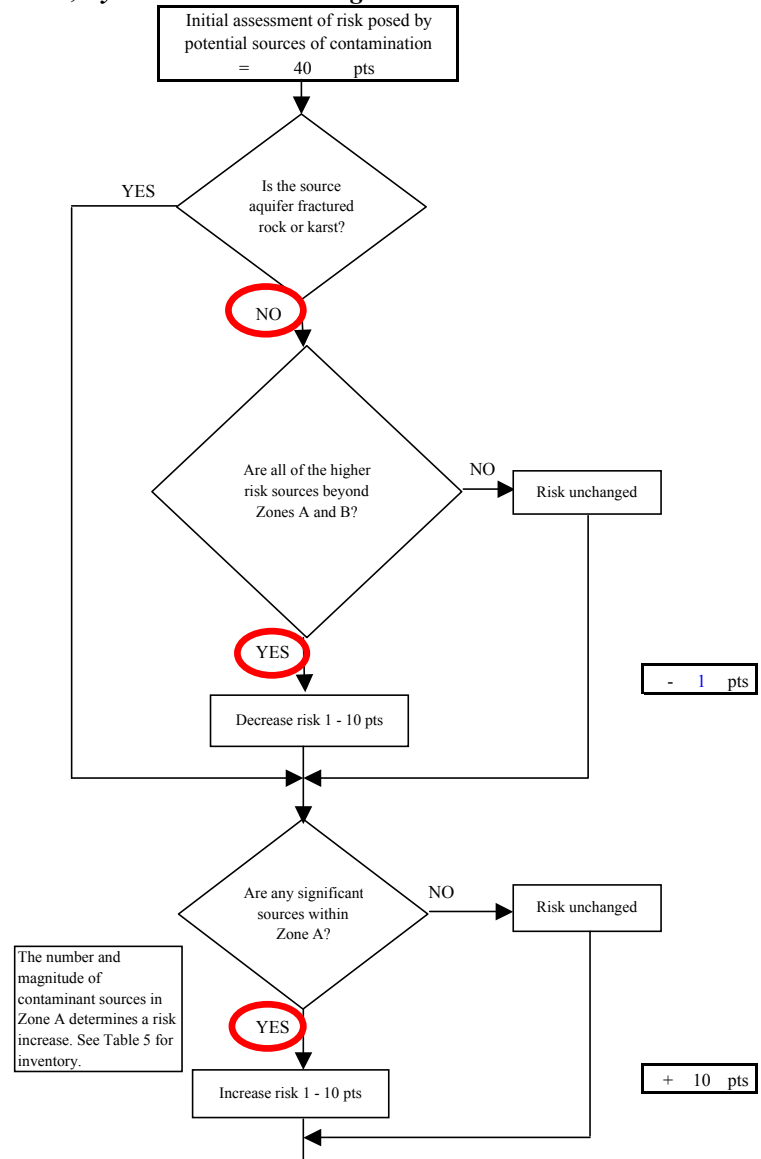 Initial assessment of risk posed by
potential sources of contamination
= 40 pts
YES
Is the source
aquifer fractured
rock or karst?
NO
Are all of the higher
risk sources beyond
Zones A and B?
NO
Risk unchanged
YES
- 1 pts
Decrease risk 1 - 10 pts
Are any significant
sources within
Zone A?
NO
Risk unchanged
The number and
magnitude of
contaminant sources in
Zone A determines a risk
increase. See Table 5 for
inventory.
YES
Increase risk 1 - 10 pts
+ 10 pts